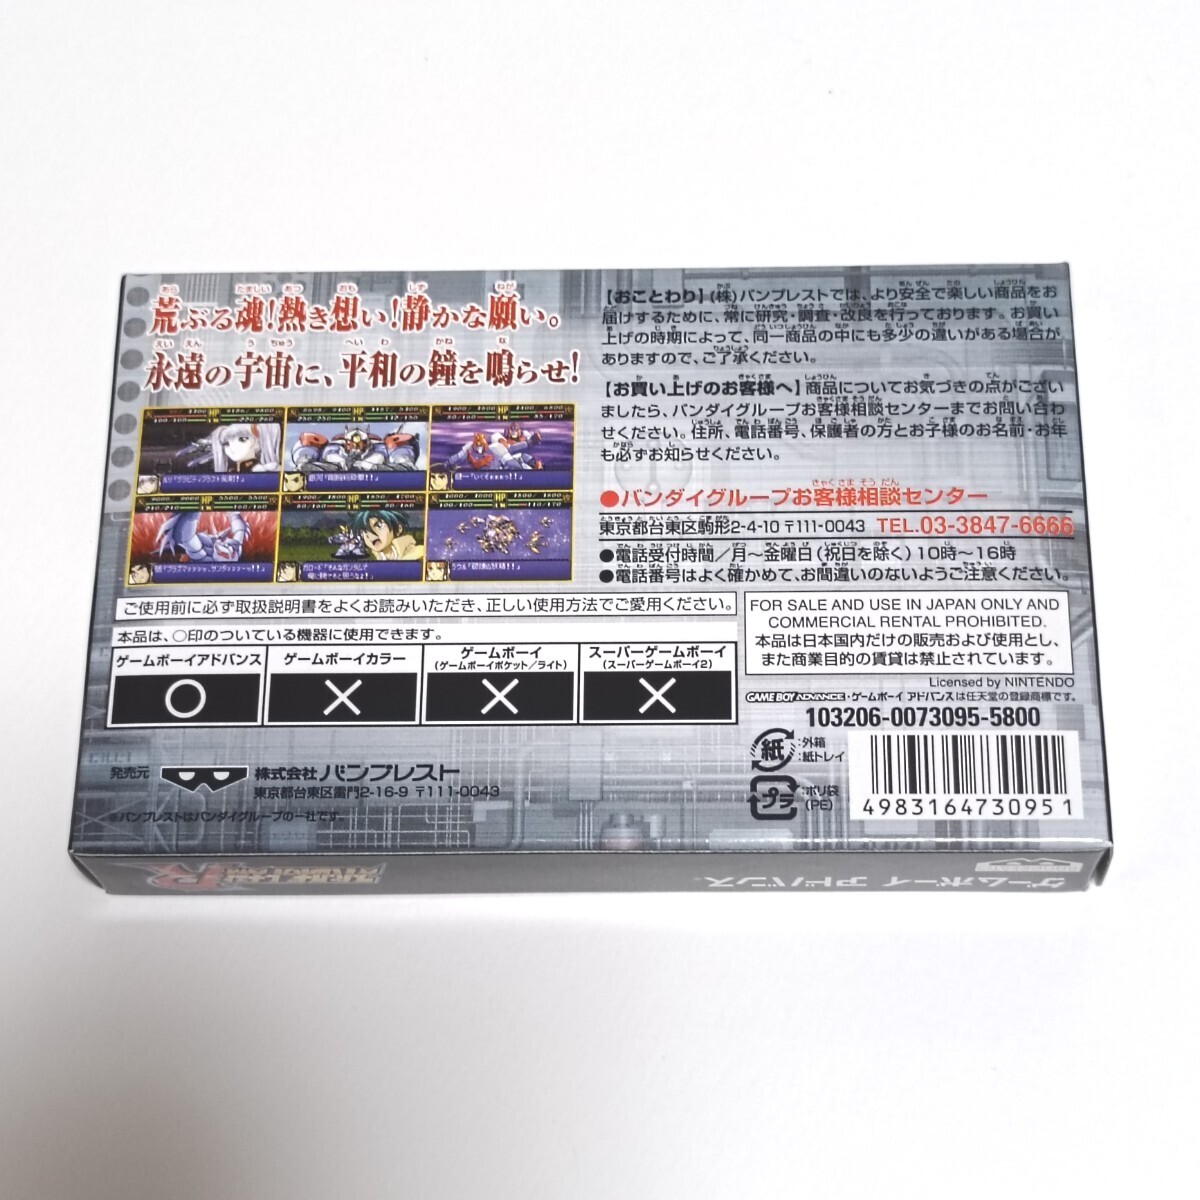 荒ぶる魂!熱き想い!静かな願い。
永遠の宇宙に、平和の鐘を鳴らせ!
【おことわり】(株)バンプレストでは、より安全で楽しい商品をお
届けするために、常に研究・調査・改良を行っております。お買い
上げの時期によって、同一商品の中にも多少の違いがある場合が
ありますので、ご了承ください。
【お買い上げのお客様へ】商品についてお気づきの点がござい
ましたら、バンダイグループお客様相談センターまでお問い合わ
せください。住所、電話番号、保護者の方とお子様のお名前・お年
も必ずお知らせください。
●バンダイグループお客様相談センター
東京都台東区駒形2-4-10 〒111-0043 TEL.03-3847-6666
●電話受付時間/月〜金曜日(祝日を除く)10時〜16時
●電話番号はよく確かめて、お間違いのないようご注意ください。
ご使用前に必ず取扱説明書をよくお読みいただき、正しい使用方法でご愛用ください。
本品は、○印のついている機器に使用できます。
ゲームボーイアドバンス
ゲームボーイカラー
ゲームボーイ
(ゲームボーイポケット/ライト)
スーパーゲームボーイ
(スーパーゲームボーイ2)
○ × × ×
FOR SALE AND USE IN JAPAN ONLY AND
COMMERCIAL RENTAL PROHIBITED.
本品は日本国内だけの販売および使用とし、
また商業目的の賃貸は禁止されています。
Licensed by NINTENDO
GAME BOY ADVANCE・ゲームボーイ アドバンスは任天堂の登録商標です。
103206-0073095-5800
紙
:外箱
:紙トレイ
プラ
:ポリ袋
(PE)
4983164730951
発売元
株式会社バンプレスト
東京都台東区雷門2-16-9 〒111-0043
※バンプレストはバンダイグループの一社です。
ゲームボーイ アドバンス